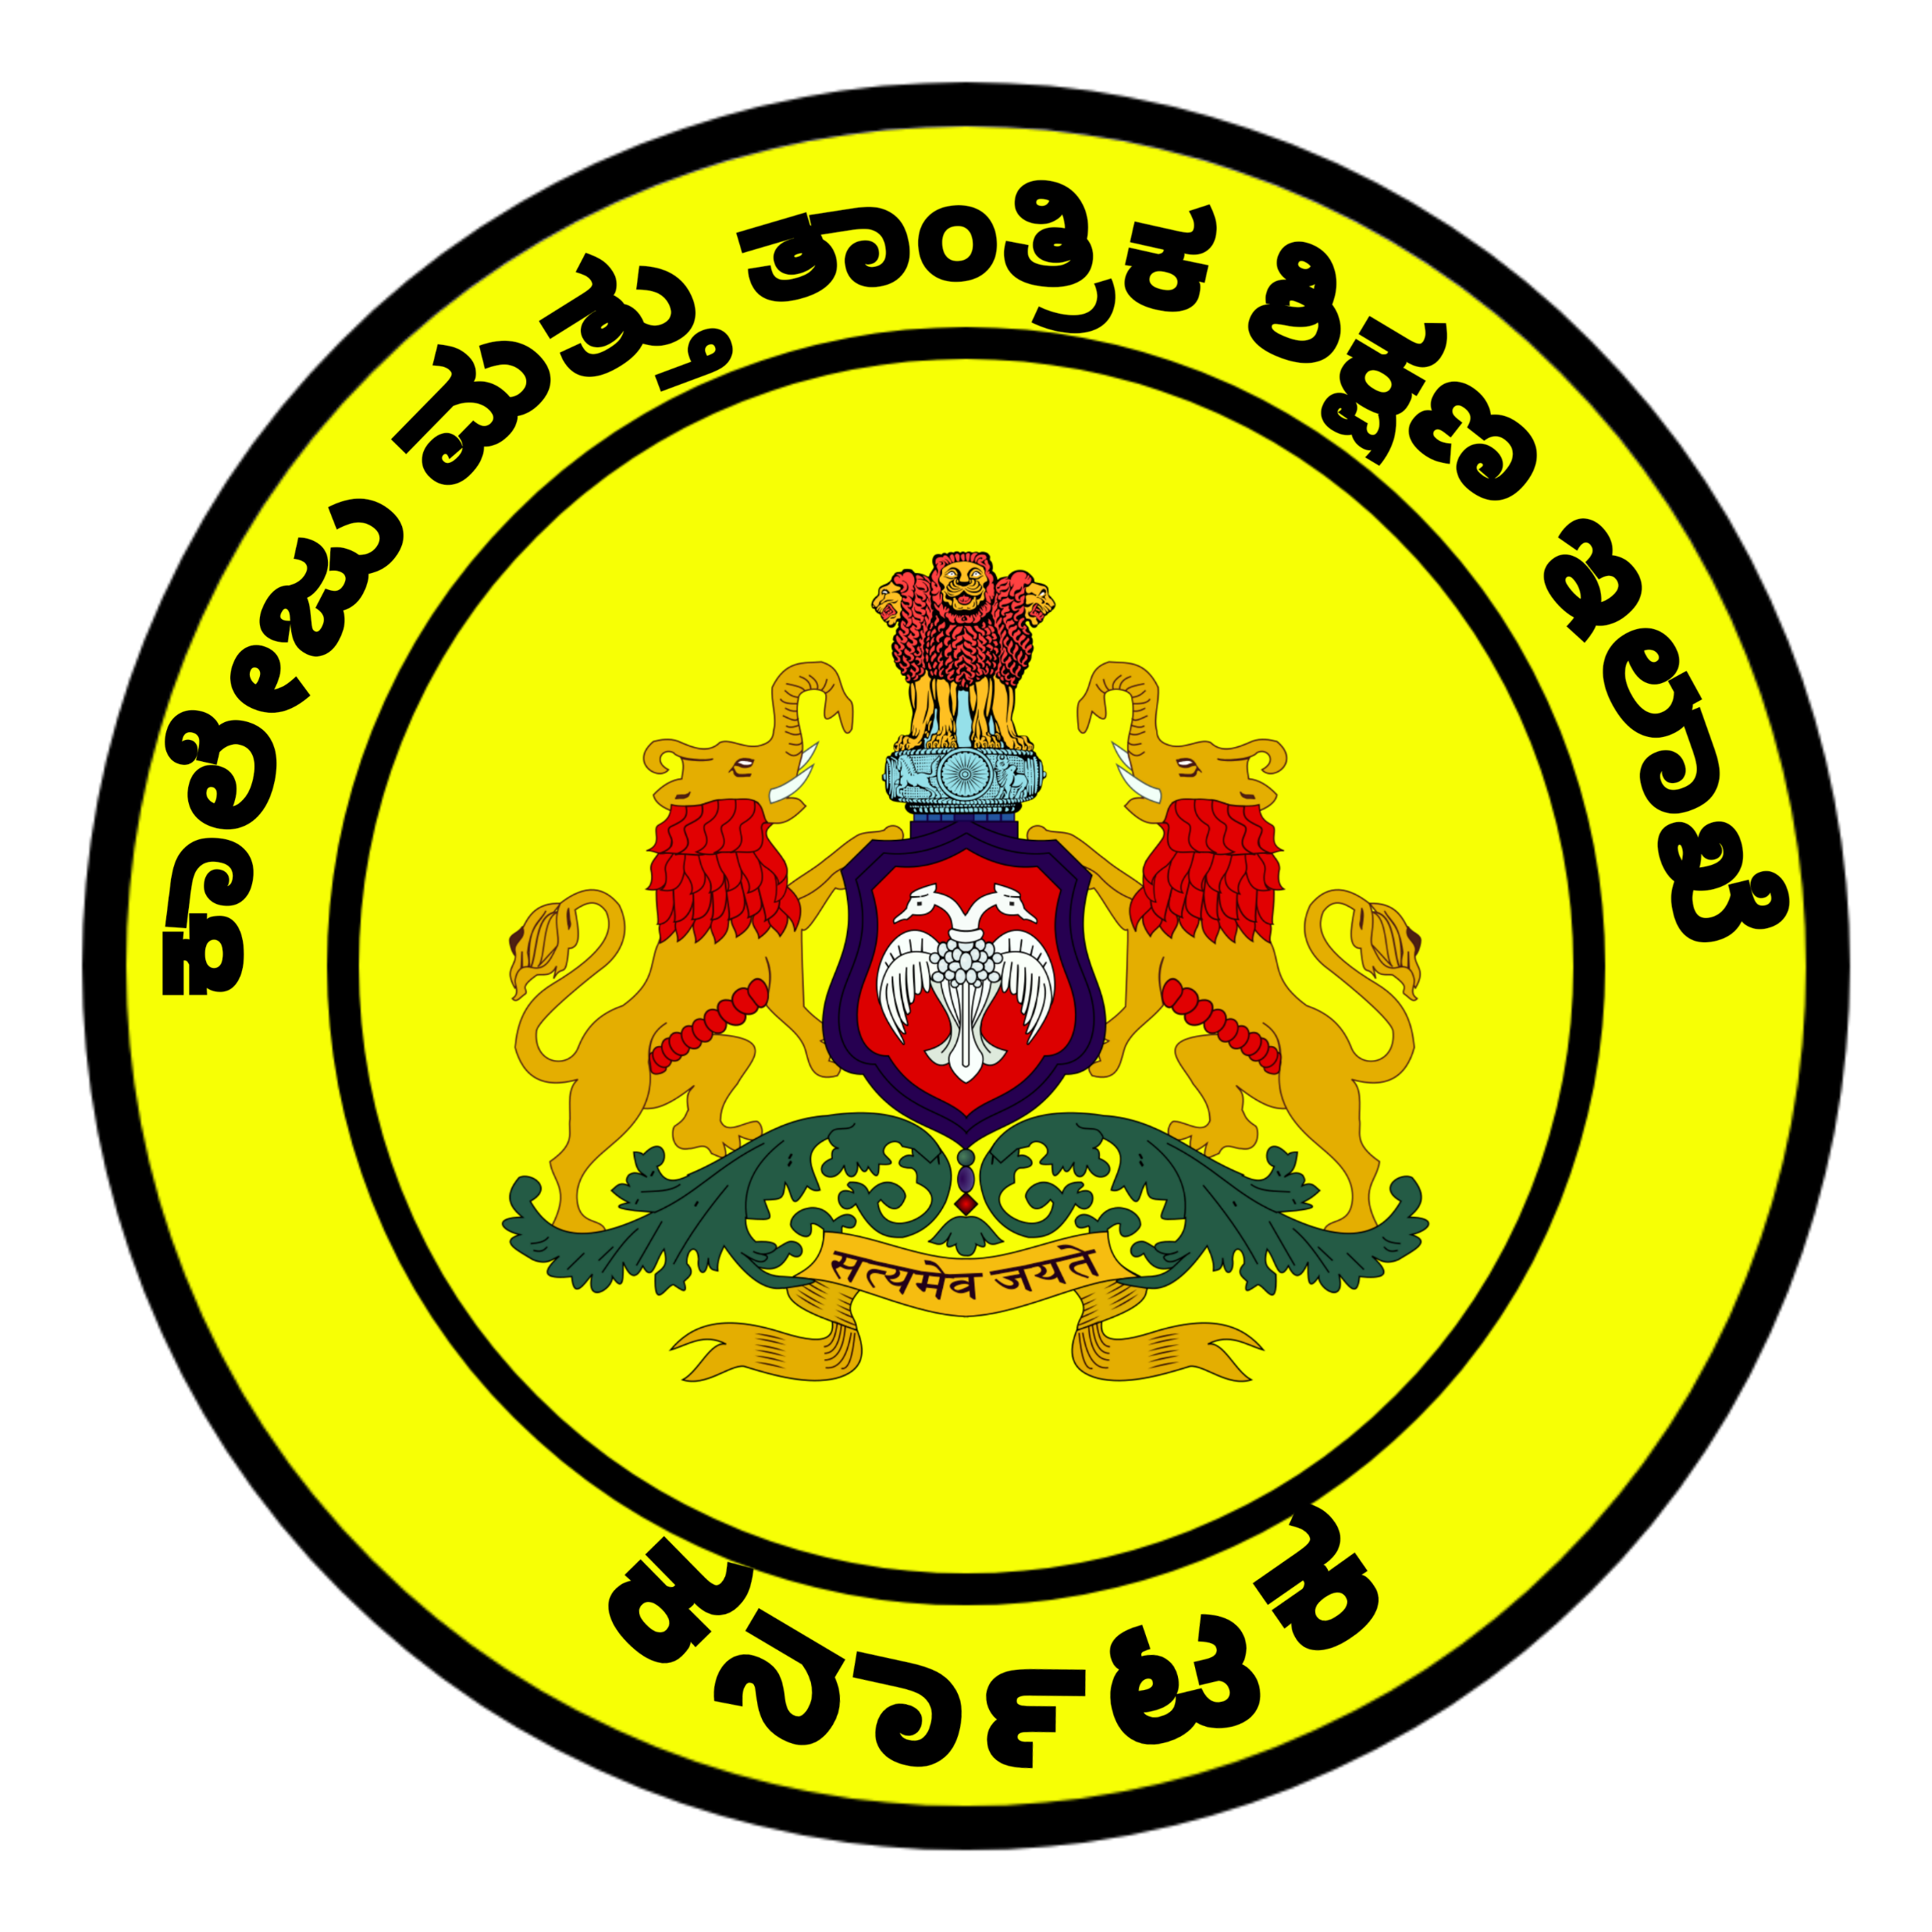 ಕಾಲೇಜು ಮತ್ತು ತಾಂತ್ರಿಕ ಶಿಕ್ಷಣ ಇಲಾಖೆ
सत्यमेव जयते
ಕರ್ನಾಟಕ